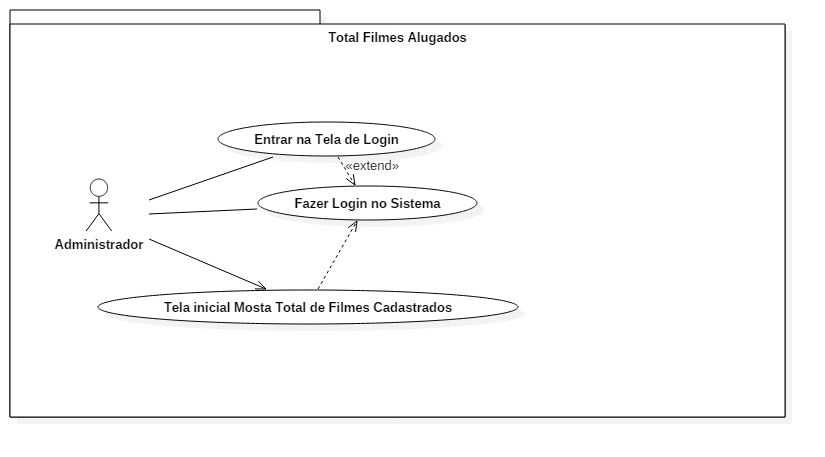 Total Filmes Alugados
Entrar na Tela de Login
«extend»
Fazer Login no Sistema
Administrador
Tela inicial Mosta Total de Filmes Cadastrados